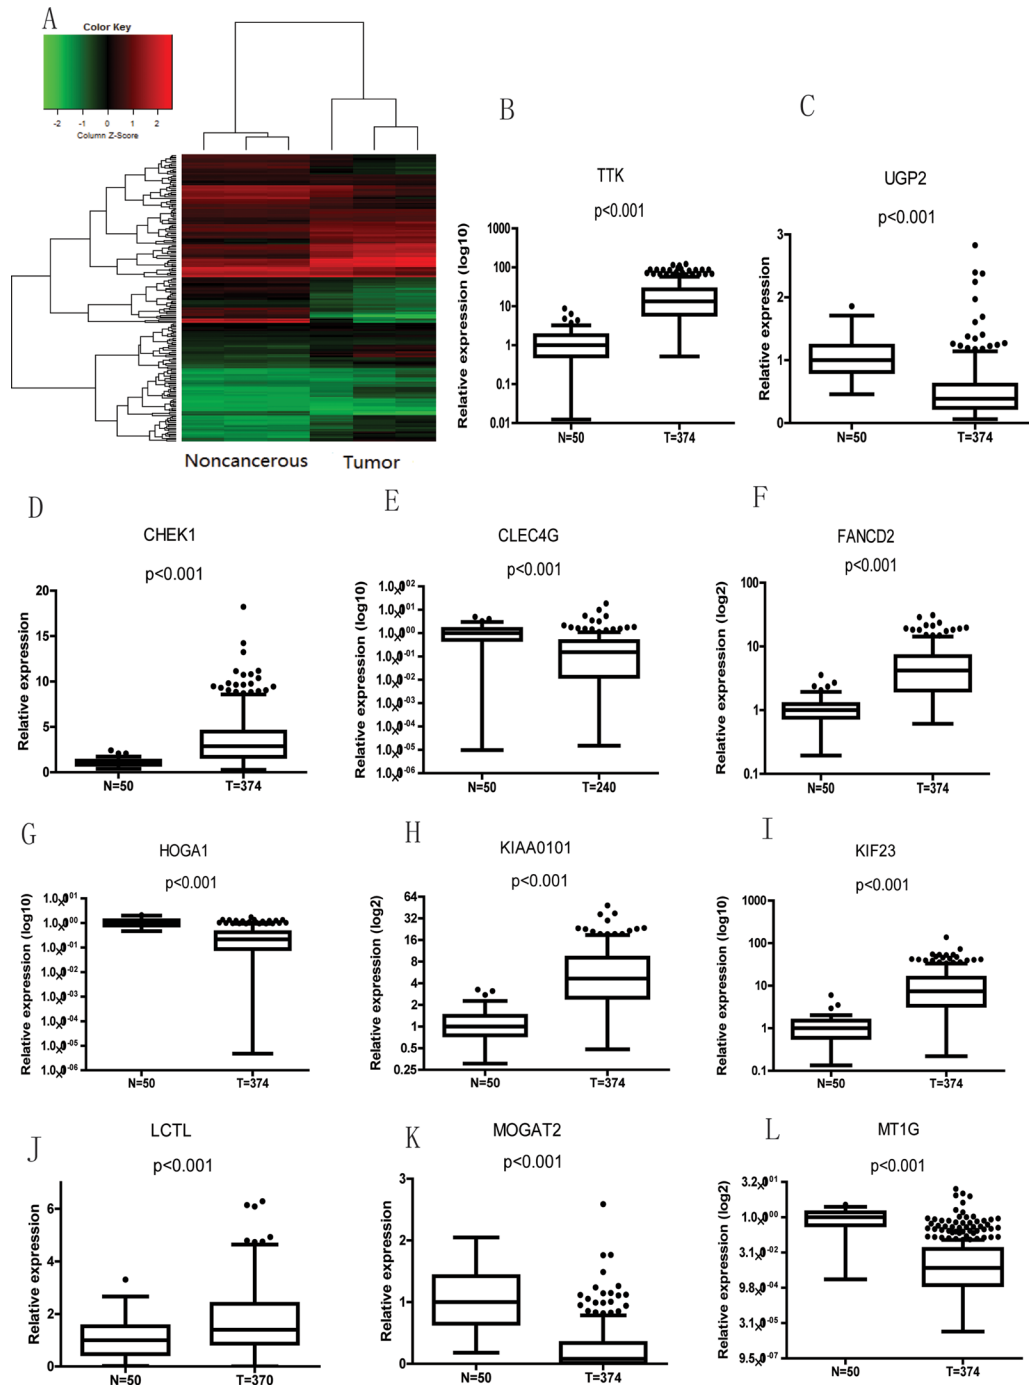 A
Color Key
-2 -1 0 1 2
Column Z-Score
Noncancerous Tumor
B
TTK
p<0.001
Relative expression (log10)
1000
100
10
1
0.1
0.01
N=50 T=374
C
UGP2
p<0.001
Relative expression
3
2
1
0
N=50 T=374
D
CHEK1
p<0.001
Relative expression
20
15
10
5
0
N=50 T=374
E
CLEC4G
p<0.001
Relative expression (log10)
N=50 T=240
F
FANCD2
p<0.001
Relative expression (log2)
100
10
1
0.1
N=50 T=374
G
HOGA1
p<0.001
Relative expression (log10)
N=50 T=374
H
KIAA0101
p<0.001
Relative expression (log2)
64
32
16
8
4
2
1
0.5
0.25
N=50 T=374
I
KIF23
p<0.001
Relative expression (log10)
1000
100
10
1
0.1
N=50 T=374
J
LCTL
p<0.001
Relative expression
6
4
2
0
N=50 T=370
K
MOGAT2
p<0.001
Relative expression
3
2
1
0
N=50 T=374
L
MT1G
p<0.001
Relative expression (log2)
N=50 T=374